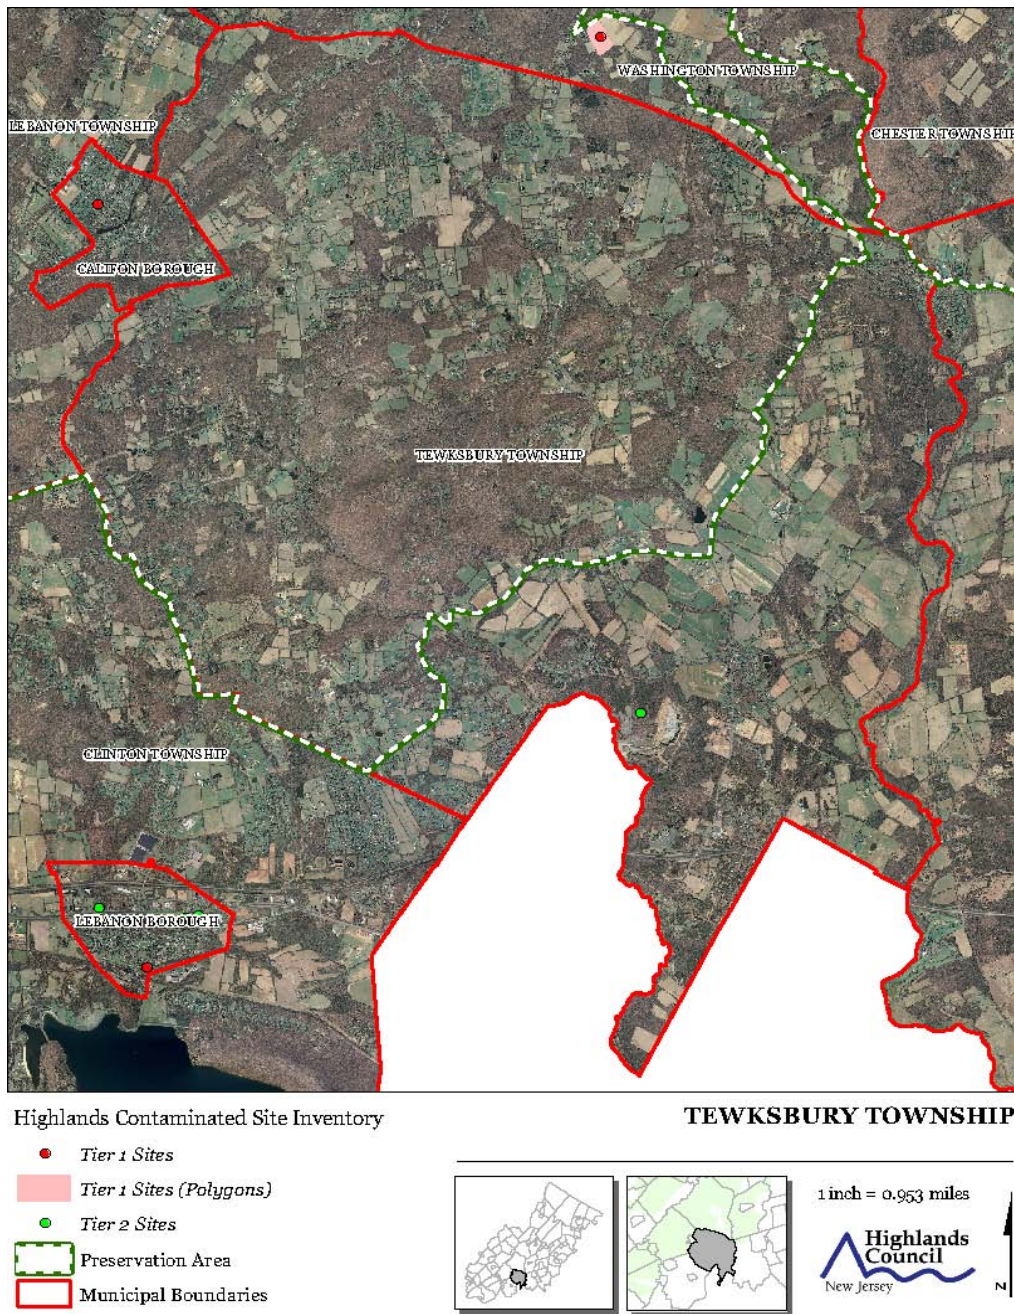 WASHINGTON TOWNSHIP
LEBANON TOWNSHIP
CHESTER TOWNSHIP
CALIFON BOROUGH
TEWKSBURY TOWNSHIP
CLINTON TOWNSHIP
LEBANON BOROUGH
Highlands Contaminated Site Inventory
Tier 1 Sites
Tier 1 Sites (Polygons)
Tier 2 Sites
Preservation Area
Municipal Boundaries
TEWKSBURY TOWNSHIP
1 inch = 0.953 miles
Highlands
Council
New Jersey
N